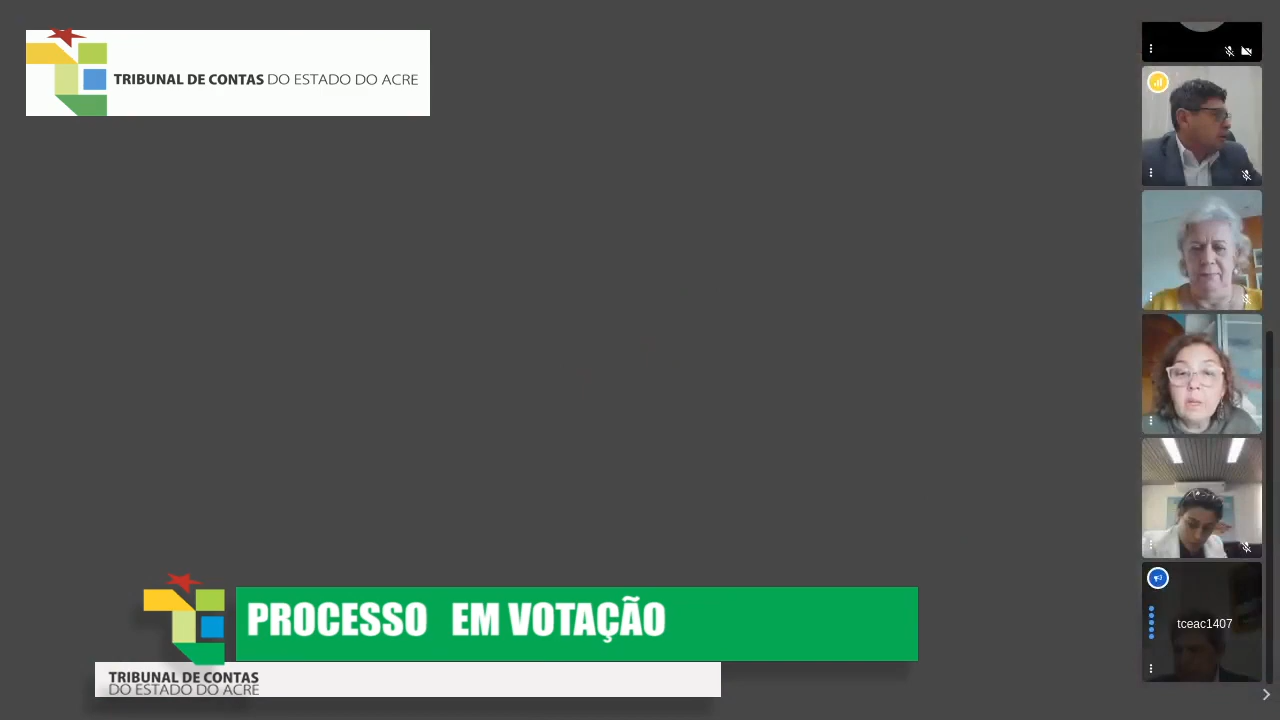 TRIBUNAL DE CONTAS DO ESTADO DO ACRE
tceac1407
PROCESSO EM VOTAÇÃO
TRIBUNAL DE CONTAS
DO ESTADO DO ACRE